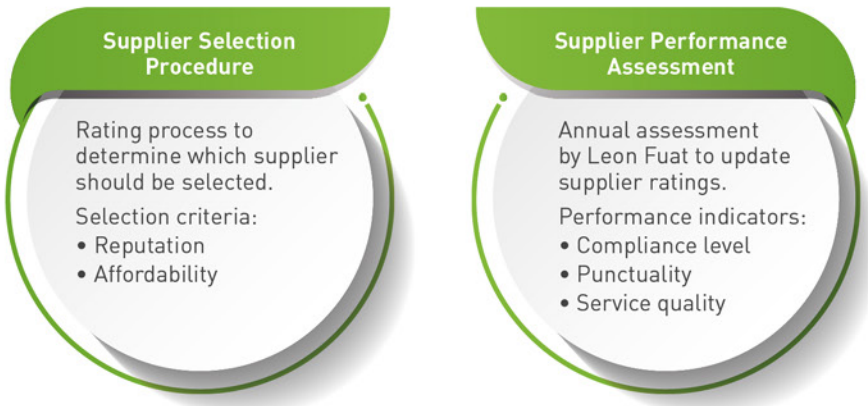 Supplier Selection
Procedure
Rating process to
determine which supplier
should be selected.
Selection criteria:
• Reputation
• Affordability
Supplier Performance
Assessment
Annual assessment
by Leon Fuat to update
supplier ratings.
Performance indicators:
• Compliance level
• Punctuality
• Service quality